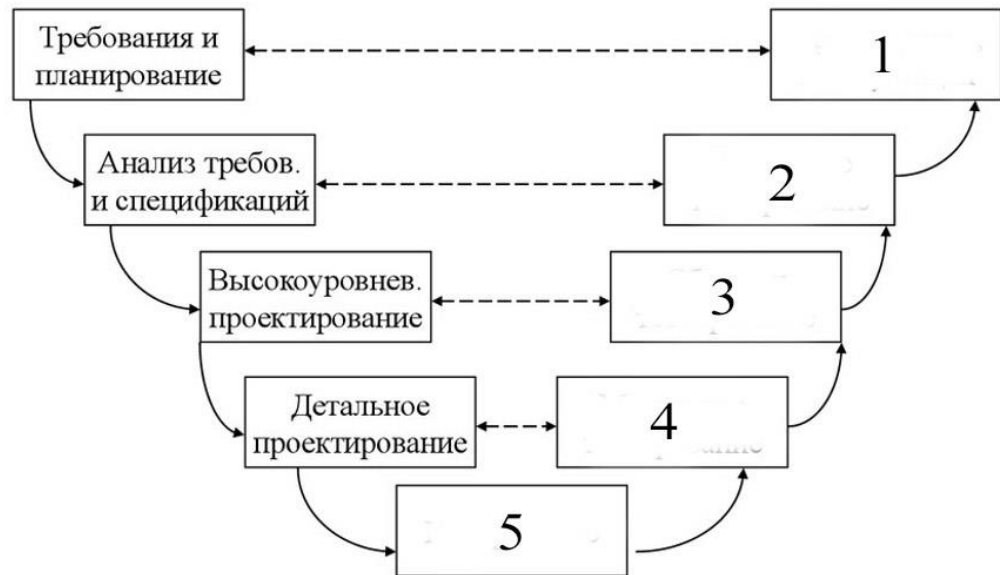 Требования и
планирование
1
Анализ требов.
и спецификаций
2
Высокоуровнев.
проектирование
3
Детальное
проектирование
4
5